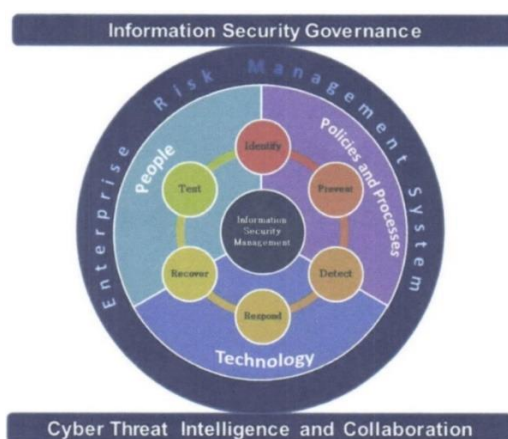 Information Security Governance
Enterprise Risk Management System
People
Policies and Processes
Technology
Identify
Prevent
Detect
Respond
Recover
Test
Information
Security
Management
Cyber Threat Intelligence and Collaboration